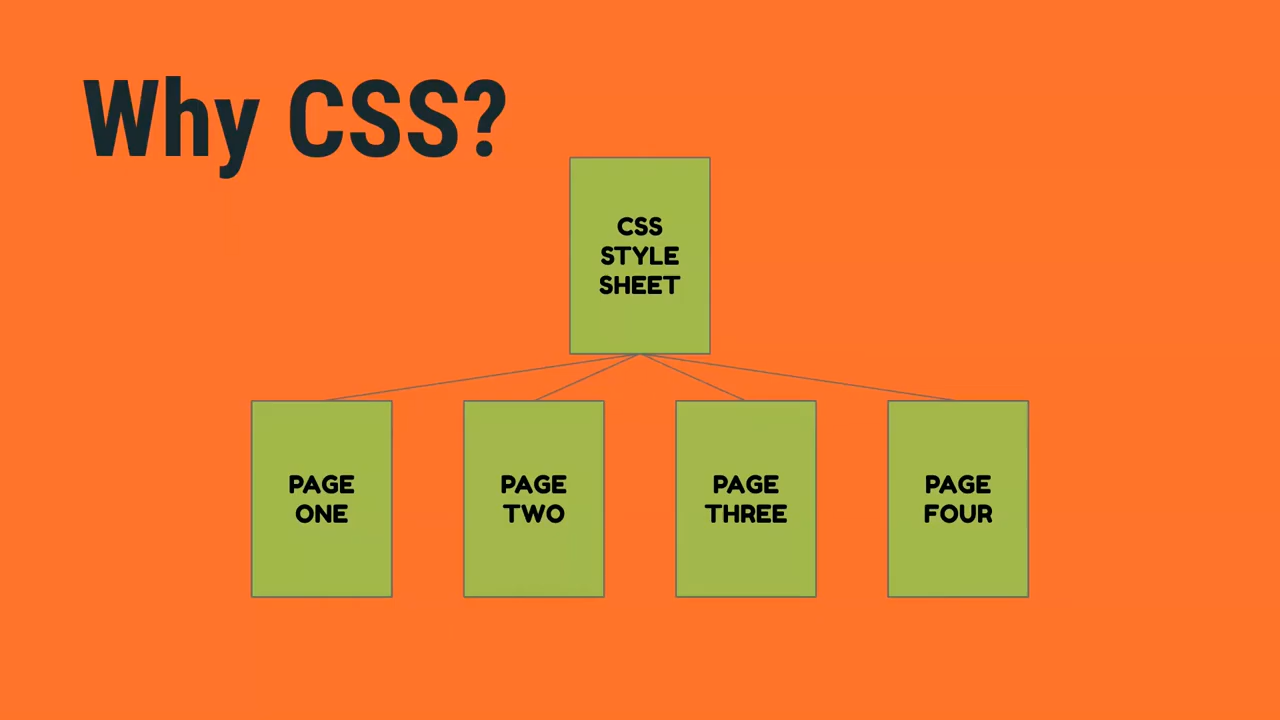 Why CSS?
CSS
STYLE
SHEET
PAGE
ONE
PAGE
TWO
PAGE
THREE
PAGE
FOUR